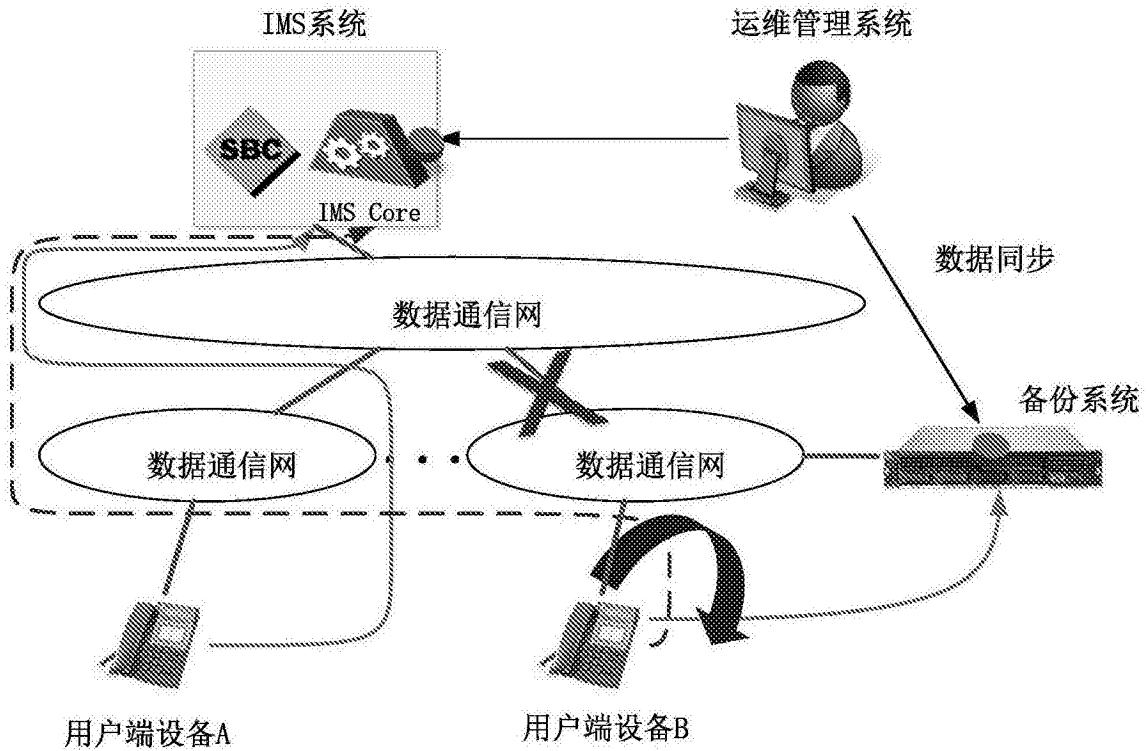 IMS系统
运维管理系统
SBC
IMS Core
数据同步
数据通信网
备份系统
数据通信网
数据通信网
用户端设备A
用户端设备B